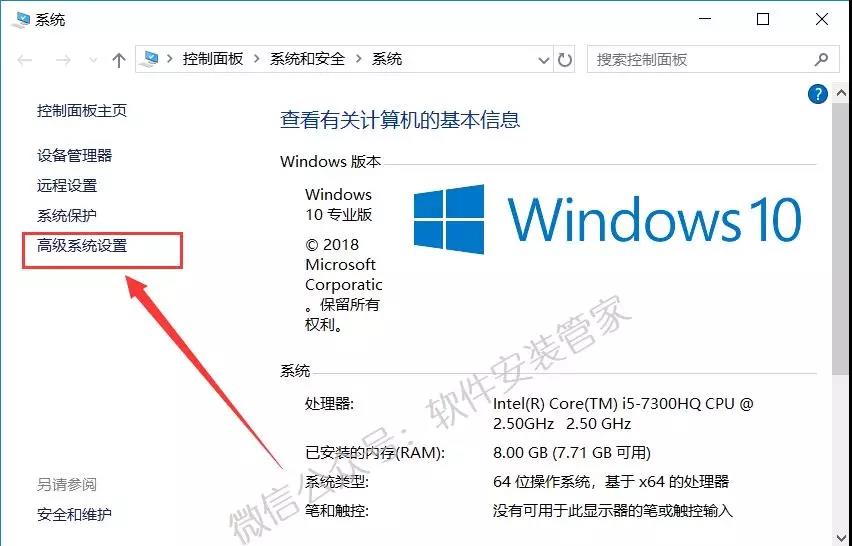 系统
控制面板 > 系统和安全 > 系统
搜索控制面板
?
控制面板主页
设备管理器
远程设置
系统保护
高级系统设置
另请参阅
安全和维护
查看有关计算机的基本信息
Windows 版本
Windows
10 专业版
© 2018
Microsoft
Corporatic
。保留所有
权利。
Windows 10
系统
处理器:
Intel(R) Core(TM) i5-7300HQ CPU @
2.50GHz 2.50 GHz
已安装的内存(RAM):
8.00 GB (7.71 GB 可用)
系统类型:
64 位操作系统，基于 x64 的处理器
笔和触控:
没有可用于此显示器的笔或触控输入
微信公众号：软件安装管家